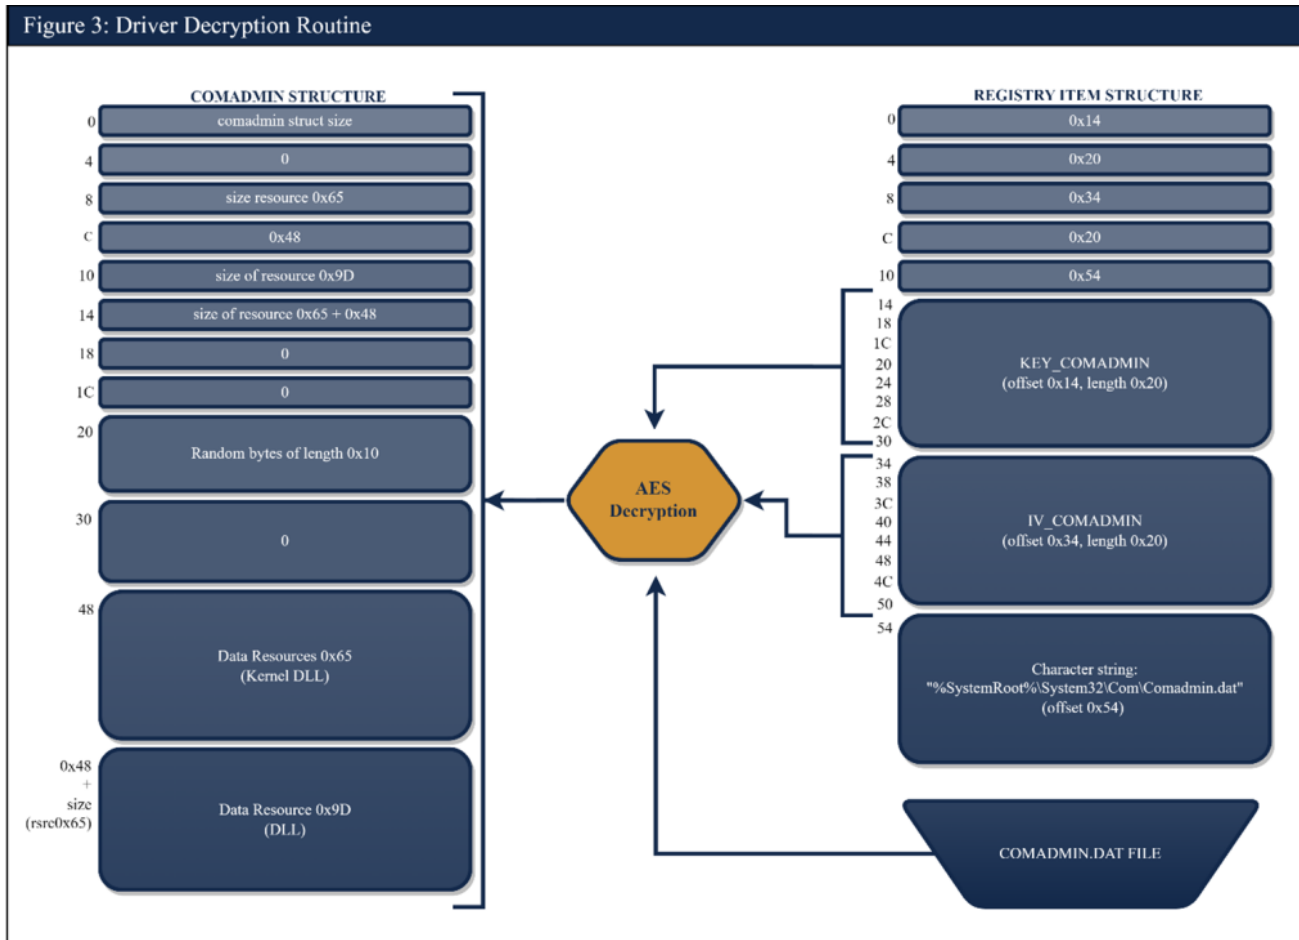 Figure 3: Driver Decryption Routine
COMADMIN STRUCTURE
0
comadmin struct size
4
0
8
size resource 0x65
C
0x48
10
size of resource 0x9D
14
size of resource 0x65 + 0x48
18
0
1C
0
20
Random bytes of length 0x10
30
0
48
Data Resources 0x65
(Kernel DLL)
0x48
+
size
(rsrc0x65)
Data Resource 0x9D
(DLL)
AES
Decryption
REGISTRY ITEM STRUCTURE
0
0x14
4
0x20
8
0x34
C
0x20
10
0x54
14
18
1C
20
24
28
2C
30
KEY_COMADMIN
(offset 0x14, length 0x20)
34
38
3C
40
44
48
4C
50
IV_COMADMIN
(offset 0x34, length 0x20)
54
Character string:
"%SystemRoot%\System32\Com\Comadmin.dat"
(offset 0x54)
COMADMIN.DAT FILE